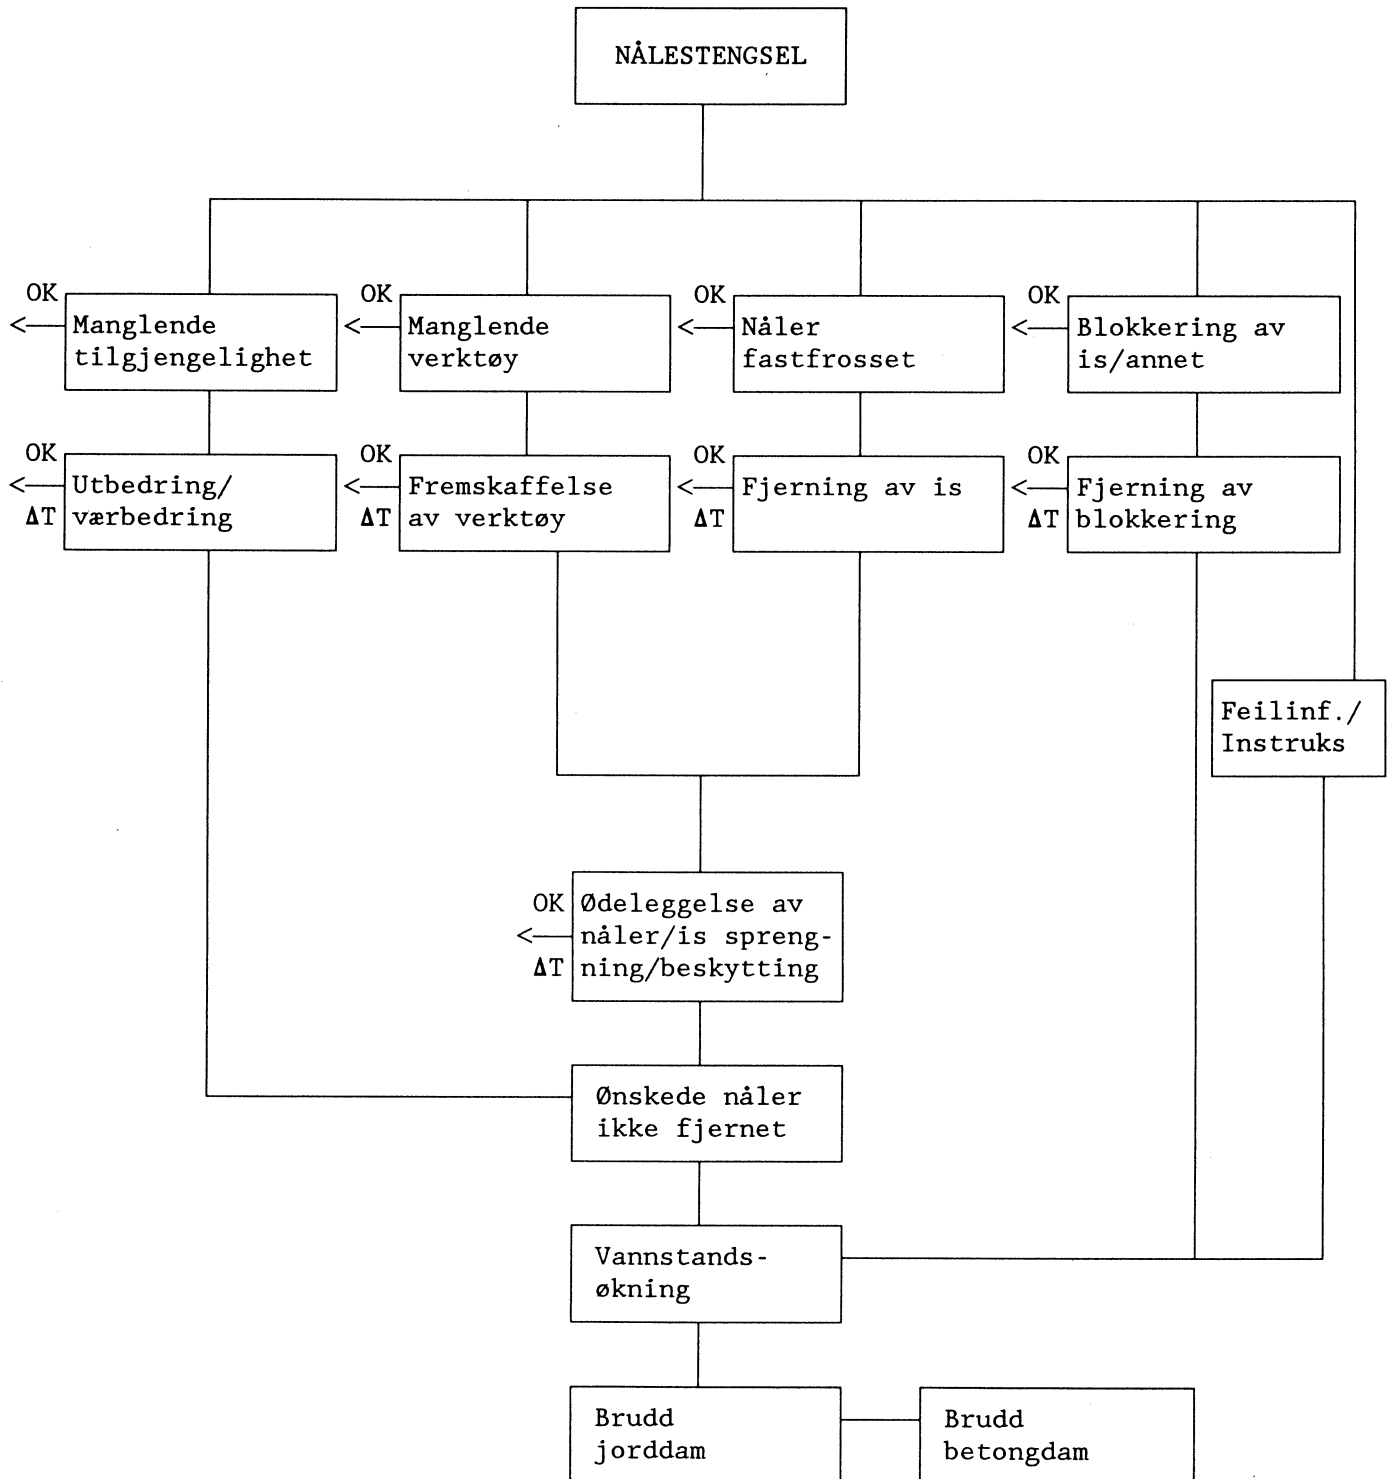 NÅLESTENGSEL
OK
<
Manglende
tilgjengelighet
OK
<
Manglende
verktøy
OK
<
Nåler
fastfrosset
OK
<
Blokkering av
is/annet
OK
<
ΔT
Utbedring/
værbedring
OK
<
ΔT
Fremskaffelse
av verktøy
OK
<
ΔT
Fjerning av is
OK
<
ΔT
Fjerning av
blokkering
Feilinf./
Instruks
OK
<
ΔT
Ødeleggelse av
nåler/is spreng-
ning/beskytting
Ønskede nåler
ikke fjernet
Vannstands-
økning
Brudd
jorddam
Brudd
betongdam